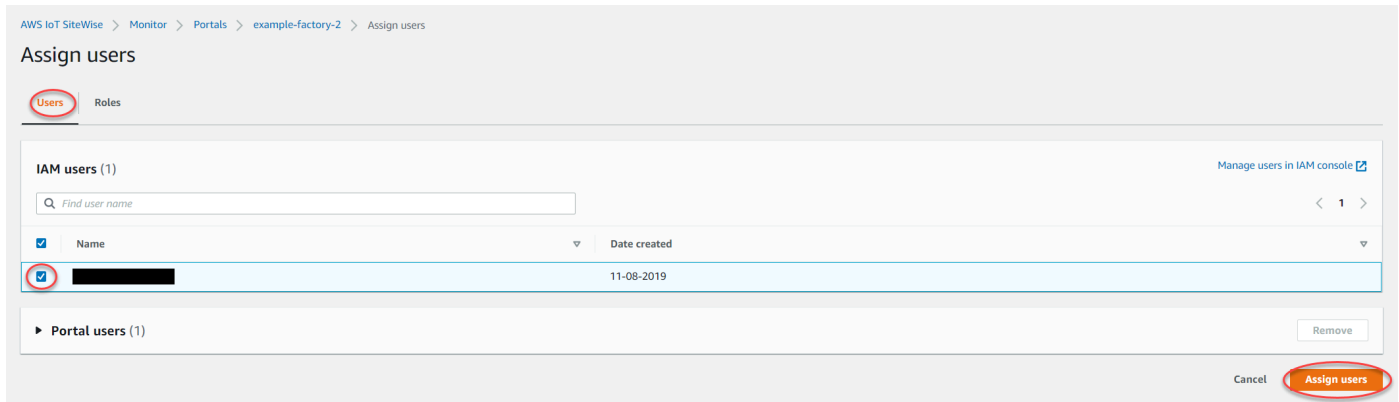 AWS IoT SiteWise > Monitor > Portals > example-factory-2 > Assign users
Assign users
Users Roles
IAM users (1) Manage users in IAM console
Find user name < 1 >
Name Date created
11-08-2019
Portal users (1) Remove
Cancel Assign users